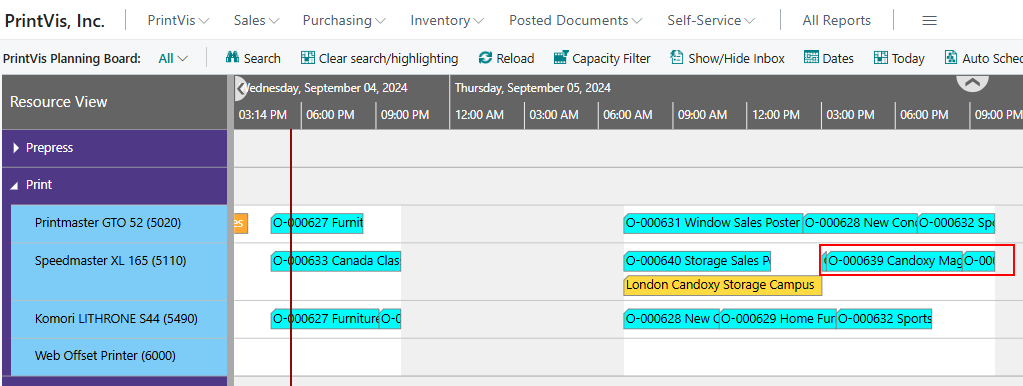 PrintVis, Inc. PrintVis Sales Purchasing Inventory Posted Documents Self-Service All Reports
PrintVis Planning Board: All Search Clear search/highlighting Reload Capacity Filter Show/Hide Inbox Dates Today Auto Sche
Resource View
Wednesday, September 04, 2024 Thursday, September 05, 2024
03:14 PM 06:00 PM 09:00 PM 12:00 AM 03:00 AM 06:00 AM 09:00 AM 12:00 PM 03:00 PM 06:00 PM 09:00 PM
Prepress
Print
Printmaster GTO 52 (5020) es O-000627 Furnit O-000631 Window Sales Poster O-000628 New Con O-000632 Spo
Speedmaster XL 165 (5110) O-000633 Canada Clas O-000640 Storage Sales P O-000639 Candoxy Mag O-000
London Candoxy Storage Campus
Komori LITHRONE S44 (5490) O-000627 Furniture O-0 O-000628 New C O-000629 Home Fur O-000632 Sports
Web Offset Printer (6000)